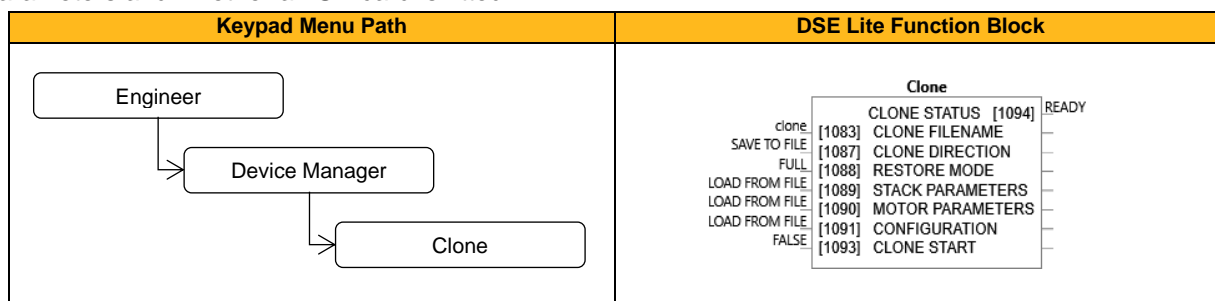 Keypad Menu Path
DSE Lite Function Block
Engineer
Device Manager
Clone
Clone
CLONE STATUS [1094] READY
clone [1083] CLONE FILENAME
SAVE TO FILE [1087] CLONE DIRECTION
FULL [1088] RESTORE MODE
LOAD FROM FILE [1089] STACK PARAMETERS
LOAD FROM FILE [1090] MOTOR PARAMETERS
LOAD FROM FILE [1091] CONFIGURATION
FALSE [1093] CLONE START